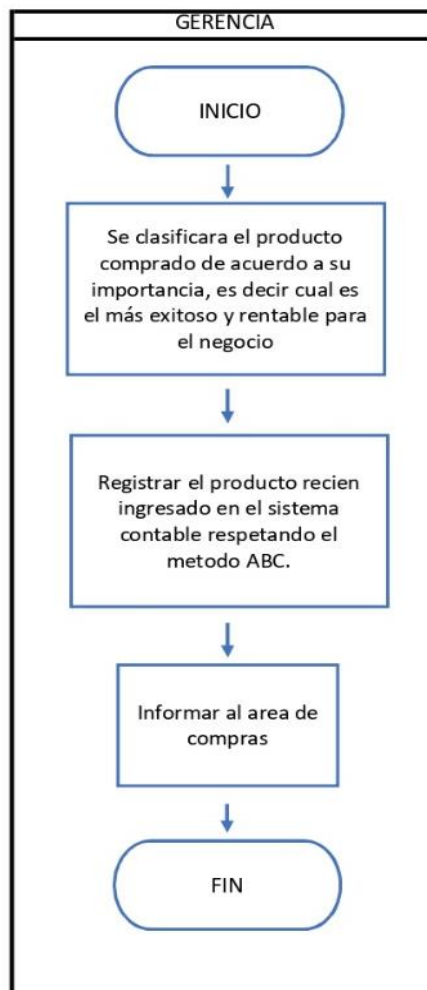 GERENCIA
INICIO
Se clasificara el producto
comprado de acuerdo a su
importancia, es decir cual es
el más exitoso y rentable para
el negocio
Registrar el producto recien
ingresado en el sistema
contable respetando el
metodo ABC.
Informar al area de
compras
FIN